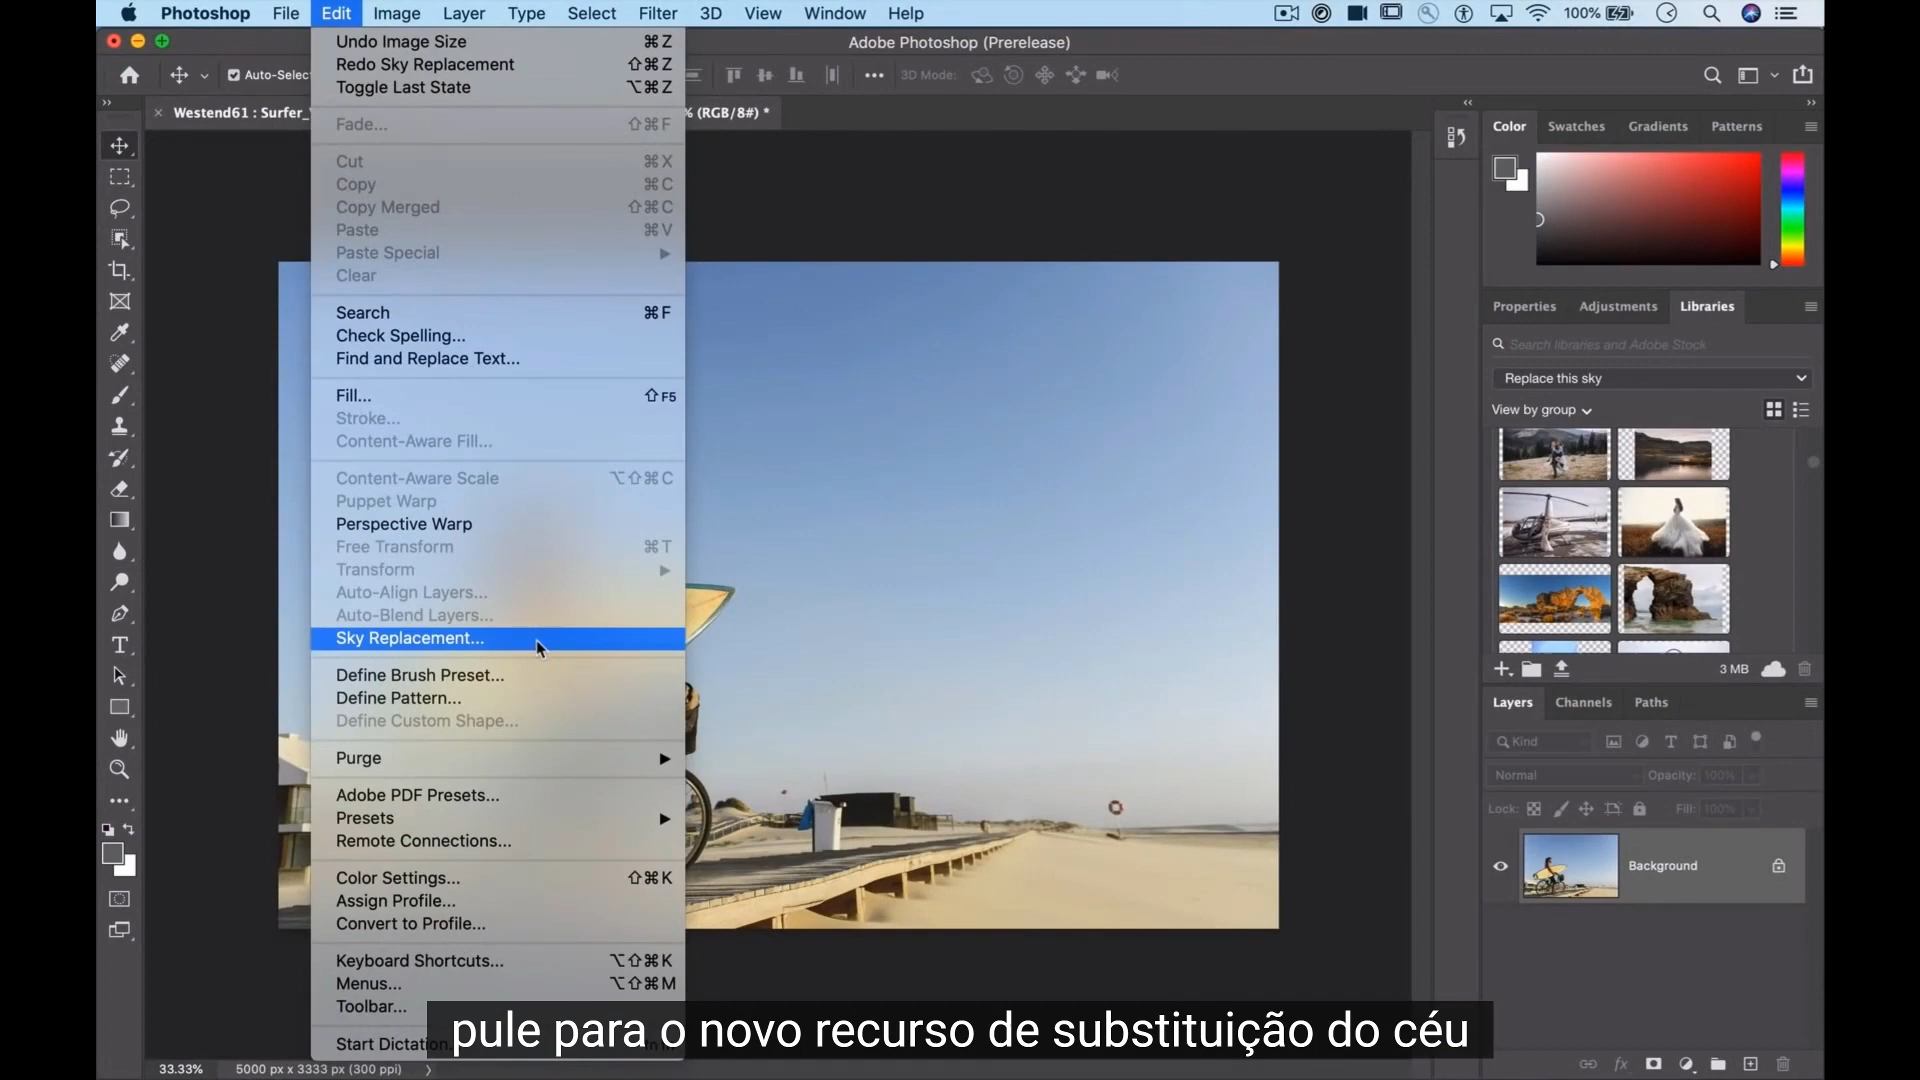 Photoshop File Edit Image Layer Type Select Filter 3D View Window Help 100%
Adobe Photoshop (Prerelease)
Auto-Select 3D Mode:
Westend61 : Surfer_ % (RGB/8#) *
Undo Image Size ⌘Z
Redo Sky Replacement ⇧⌘Z
Toggle Last State ⌥⌘Z
Fade... ⇧⌘F
Cut ⌘X
Copy ⌘C
Copy Merged ⇧⌘C
Paste ⌘V
Paste Special
Clear
Search ⌘F
Check Spelling...
Find and Replace Text...
Fill... ⇧F5
Stroke...
Content-Aware Fill...
Content-Aware Scale ⌥⇧⌘C
Puppet Warp
Perspective Warp
Free Transform ⌘T
Transform
Auto-Align Layers...
Auto-Blend Layers...
Sky Replacement...
Define Brush Preset...
Define Pattern...
Define Custom Shape...
Purge
Adobe PDF Presets...
Presets
Remote Connections...
Color Settings... ⇧⌘K
Assign Profile...
Convert to Profile...
Keyboard Shortcuts... ⌥⇧⌘K
Menus... ⌥⇧⌘M
Toolbar...
Start Dictation
Color Swatches Gradients Patterns
Properties Adjustments Libraries
Search libraries and Adobe Stock
Replace this sky
View by group
3 MB
Layers Channels Paths
Kind
Normal Opacity: 100%
Lock: Fill: 100%
Background
pule para o novo recurso de substituição do céu
33.33% 5000 px x 3333 px (300 ppi)